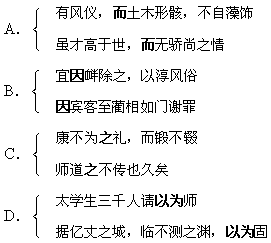 A. 有风仪，而土木形骸，不自藻饰
虽才高于世，而无骄尚之情
B. 宜因衅除之，以淳风俗
因宾客至蔺相如门谢罪
C. 康不为之礼，而锻不辍
师道之不传也久矣
D. 太学生三千人请以为师
据亿丈之城，临不测之渊，以为固